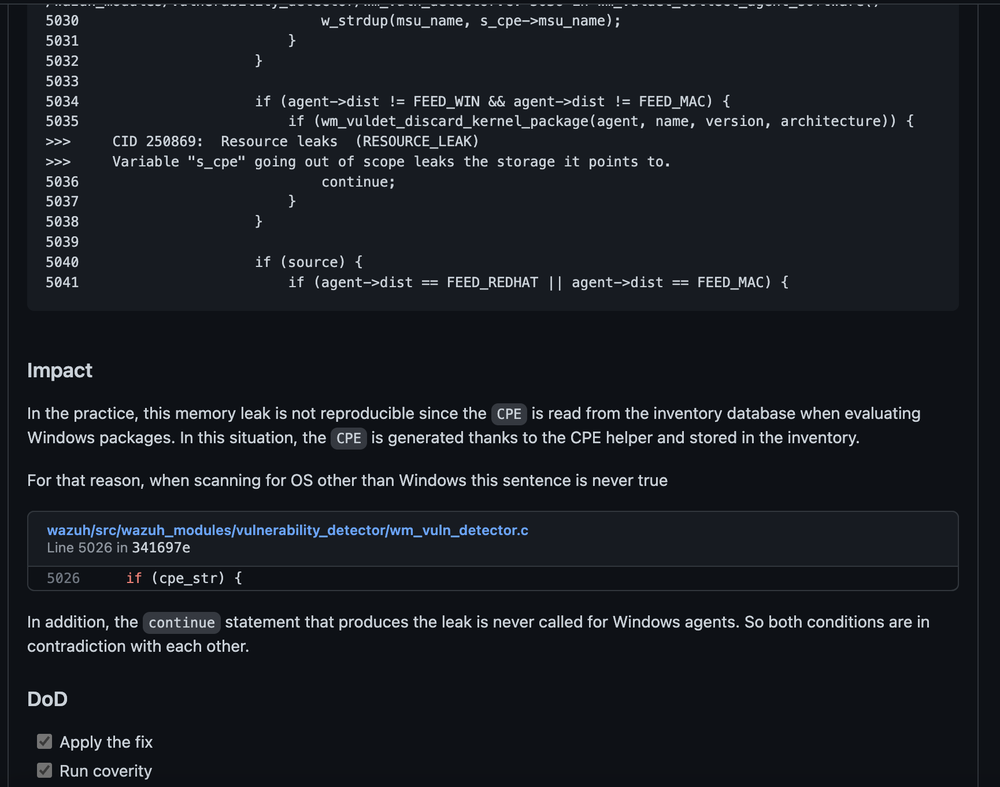 5030 w_strdup(msu_name, s_cpe->msu_name);
5031 }
5032 }
5033
5034 if (agent->dist != FEED_WIN && agent->dist != FEED_MAC) {
5035 if (wm_vuldet_discard_kernel_package(agent, name, version, architecture)) {
>>> CID 250869: Resource leaks (RESOURCE_LEAK)
>>> Variable "s_cpe" going out of scope leaks the storage it points to.
5036 continue;
5037 }
5038 }
5039
5040 if (source) {
5041 if (agent->dist == FEED_REDHAT || agent->dist == FEED_MAC) {
Impact
In the practice, this memory leak is not reproducible since the CPE is read from the inventory database when evaluating
Windows packages. In this situation, the CPE is generated thanks to the CPE helper and stored in the inventory.
For that reason, when scanning for OS other than Windows this sentence is never true
wazuh/src/wazuh_modules/vulnerability_detector/wm_vuln_detector.c
Line 5026 in 341697e
5026 if (cpe_str) {
In addition, the continue statement that produces the leak is never called for Windows agents. So both conditions are in
contradiction with each other.
DoD
Apply the fix
Run coverity